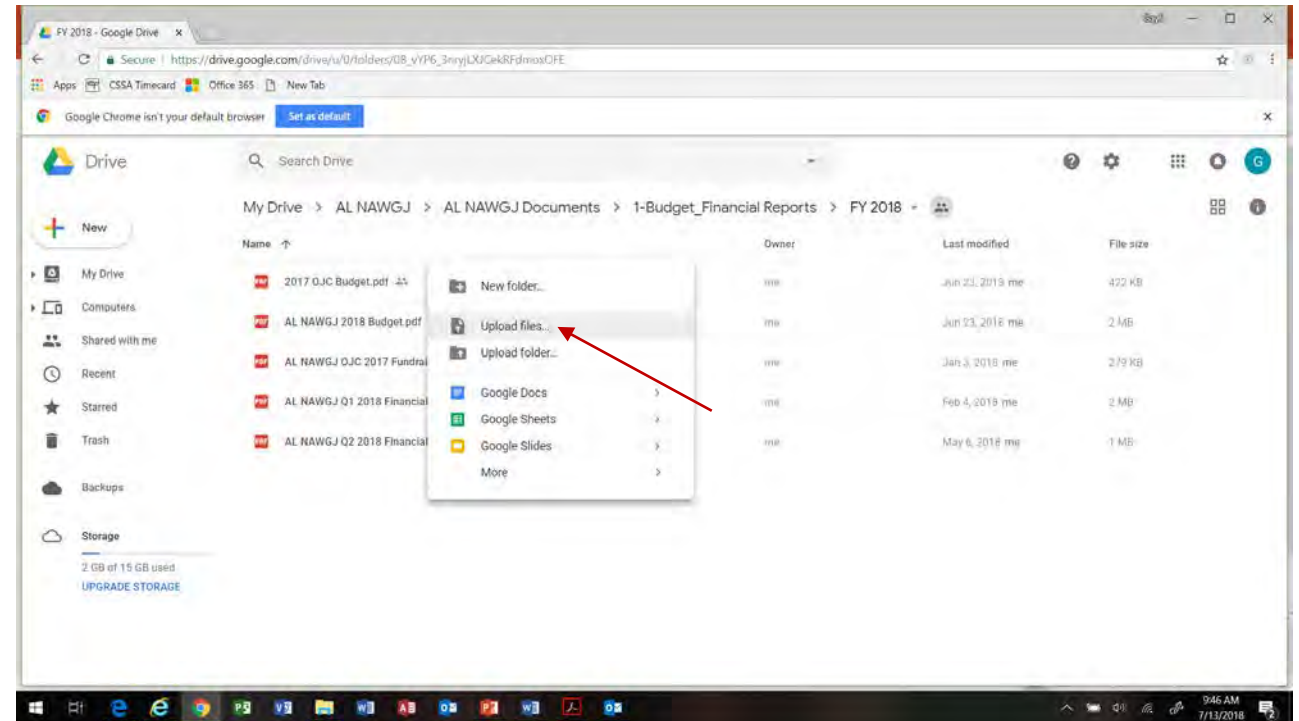 FY 2018 - Google Drive ×
Secure | https://drive.google.com/drive/u/0/folders/
Apps CSSA Timecard Office 365 New Tab
Google Chrome isn't your default browser Set as default ×
Drive Search Drive G
My Drive > AL NAWGJ > AL NAWGJ Documents > 1-Budget_Financial Reports > FY 2018
New
Name ↑ Owner Last modified File size
My Drive 2017 OJC Budget.pdf New folder... me me 422 KB
Computers AL NAWGJ 2018 Budget.pdf Upload files... me Jun 23, 2018 me 2 MB
Shared with me
AL NAWGJ OJC 2017 Fundrai Upload folder... me Jan 3, 2018 me 279 KB
Recent
Google Docs >
Starred AL NAWGJ Q1 2018 Financial me Feb 4, 2018 me 2 MB
Google Sheets >
Trash AL NAWGJ Q2 2018 Financial Google Slides > me May 6, 2018 me 1 MB
More >
Backups
Storage
2 GB of 15 GB used
UPGRADE STORAGE
9:46 AM
7/13/2018